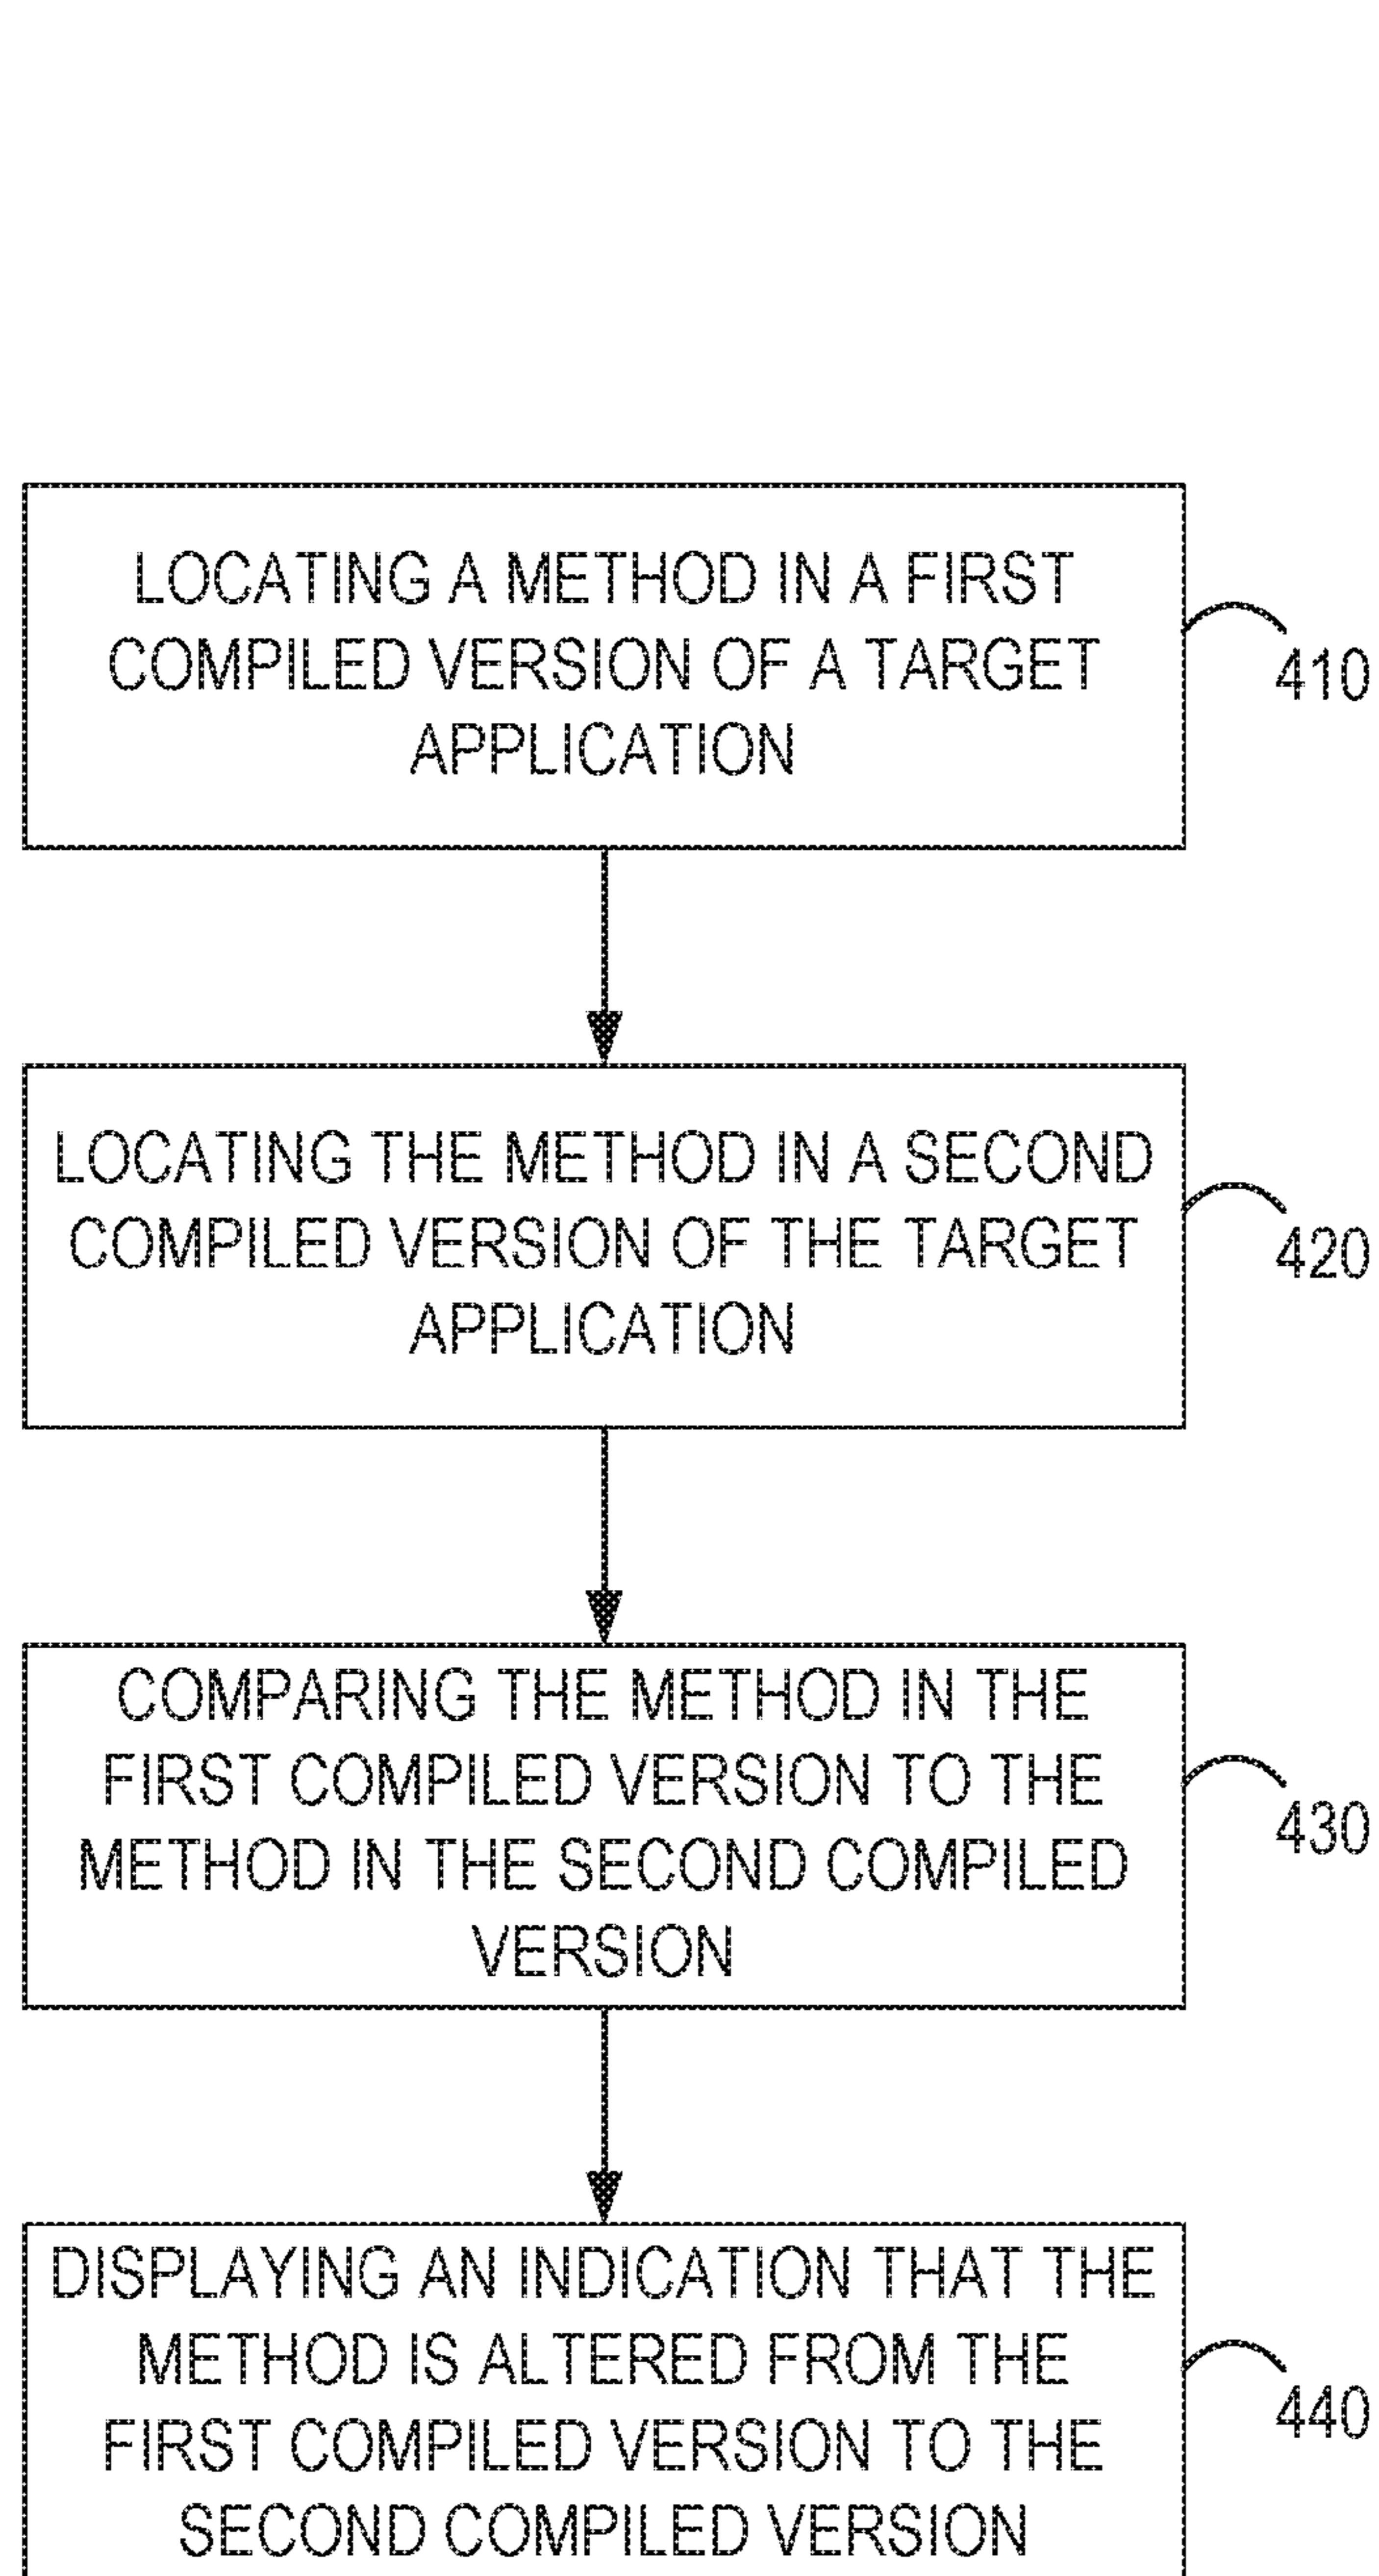 LOCATING A METHOD IN A FIRST
COMPILED VERSION OF A TARGET
APPLICATION
410
LOCATING THE METHOD IN A SECOND
COMPILED VERSION OF THE TARGET
APPLICATION
420
COMPARING THE METHOD IN THE
FIRST COMPILED VERSION TO THE
METHOD IN THE SECOND COMPILED
VERSION
430
DISPLAYING AN INDICATION THAT THE
METHOD IS ALTERED FROM THE
FIRST COMPILED VERSION TO THE
SECOND COMPILED VERSION
440